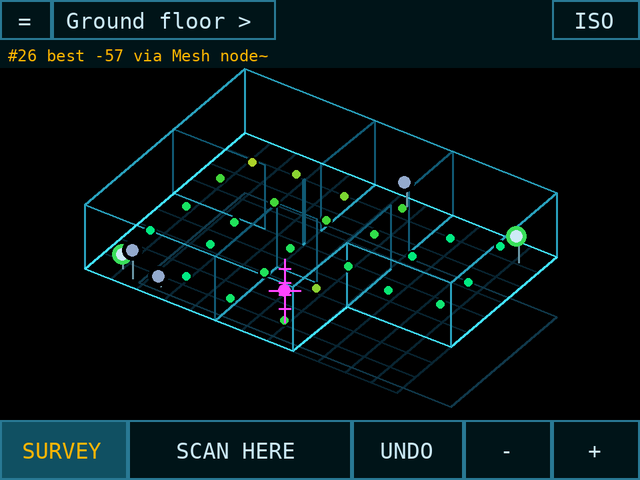 =
Ground floor >
ISO
#26 best -57 via Mesh node~
SURVEY
SCAN HERE
UNDO
-
+